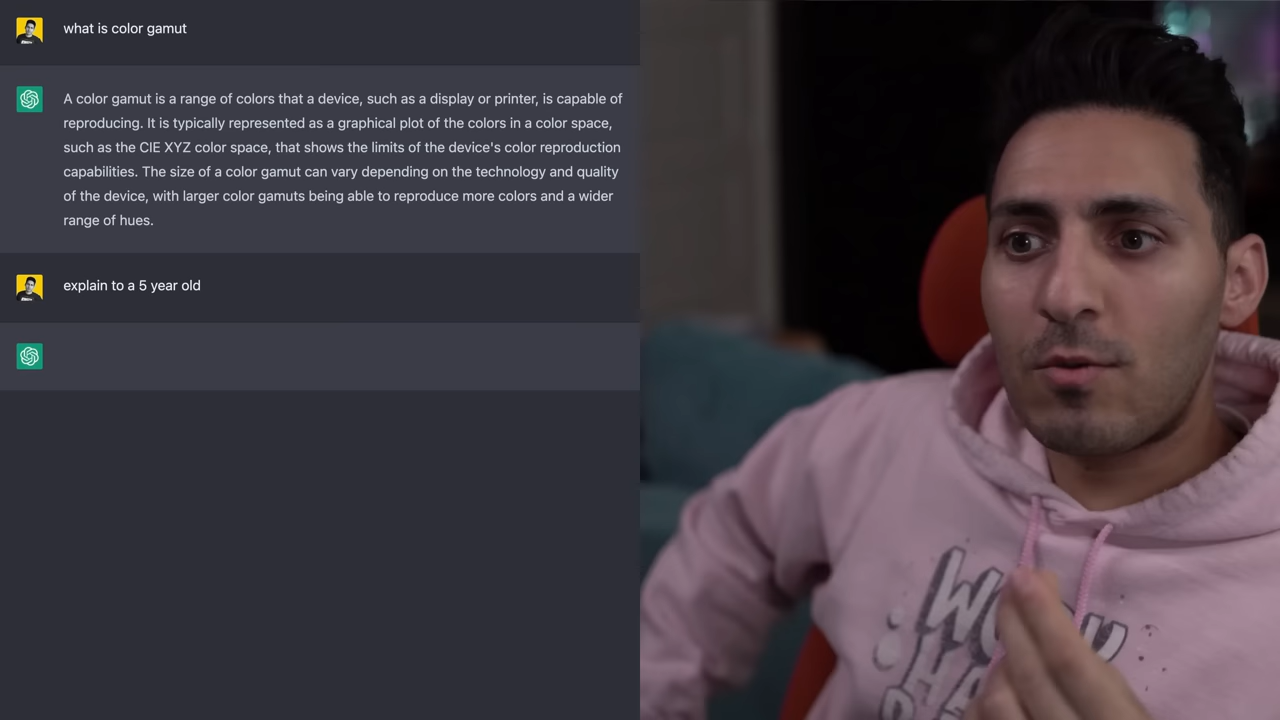 what is color gamut
A color gamut is a range of colors that a device, such as a display or printer, is capable of
reproducing. It is typically represented as a graphical plot of the colors in a color space,
such as the CIE XYZ color space, that shows the limits of the device's color reproduction
capabilities. The size of a color gamut can vary depending on the technology and quality
of the device, with larger color gamuts being able to reproduce more colors and a wider
range of hues.
explain to a 5 year old